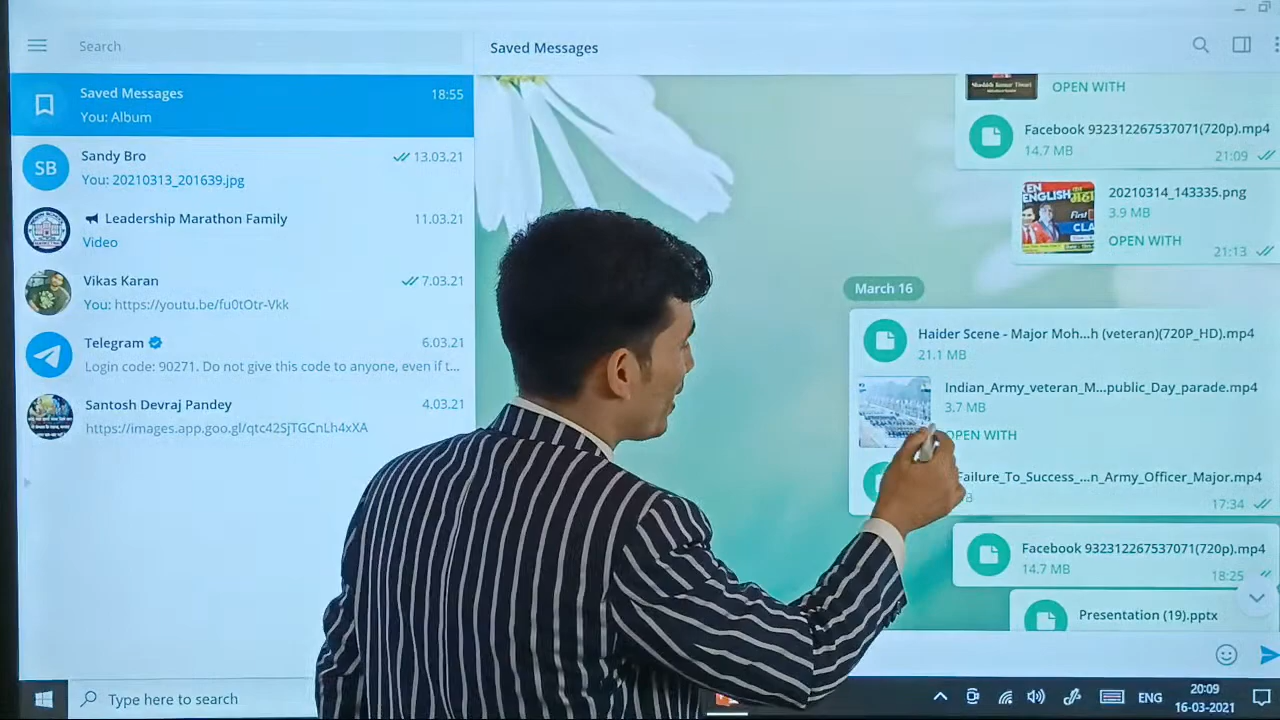 Search
Saved Messages
Saved Messages
18:55
You: Album
Sandy Bro
13.03.21
SB
You: 20210313_201639.jpg
Leadership Marathon Family
11.03.21
Video
Vikas Karan
7.03.21
You: https://youtu.be/fu0tOtr-Vkk
Telegram
6.03.21
Login code: 90271. Do not give this code to anyone, even if t...
Santosh Devraj Pandey
4.03.21
https://images.app.goo.gl/qtc42SjTGCnLh4xXA
OPEN WITH
Facebook 932312267537071(720p).mp4
14.7 MB
21:09
20210314_143335.png
3.9 MB
OPEN WITH
21:13
ENGLISH का
First
CLA
March 16
Haider Scene - Major Moh...h (veteran)(720P_HD).mp4
21.1 MB
Indian_Army_veteran_M...public_Day_parade.mp4
3.7 MB
OPEN WITH
Failure_To_Success_...n_Army_Officer_Major.mp4
17:34
Facebook 932312267537071(720p).mp4
14.7 MB
18:25
Presentation (19).pptx
Type here to search
ENG
20:09
16-03-2021